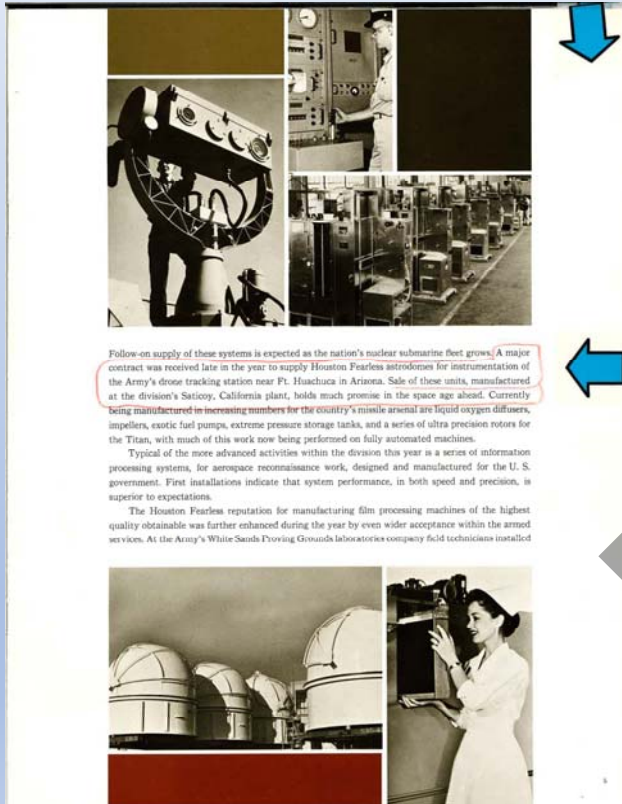 Follow-on supply of these systems is expected as the nation's nuclear submarine fleet grows. A major
contract was received late in the year to supply Houston Fearless astrodomes for instrumentation of
the Army's drone tracking station near Ft. Huachuca in Arizona. Sale of these units, manufactured
at the division's Saticoy, California plant, holds much promise in the space age ahead. Currently
being manufactured in increasing numbers for the country's missile arsenal are liquid oxygen diffusers,
impellers, exotic fuel pumps, extreme pressure storage tanks, and a series of ultra precision rotors for
the Titan, with much of this work now being performed on fully automated machines.
Typical of the more advanced activities within the division this year is a series of information
processing systems, for aerospace reconnaissance work, designed and manufactured for the U. S.
government. First installations indicate that system performance, in both speed and precision, is
superior to expectations.
The Houston Fearless reputation for manufacturing film processing machines of the highest
quality obtainable was further enhanced during the year by even wider acceptance within the armed
services. At the Army's White Sands Proving Grounds laboratories company field technicians installed